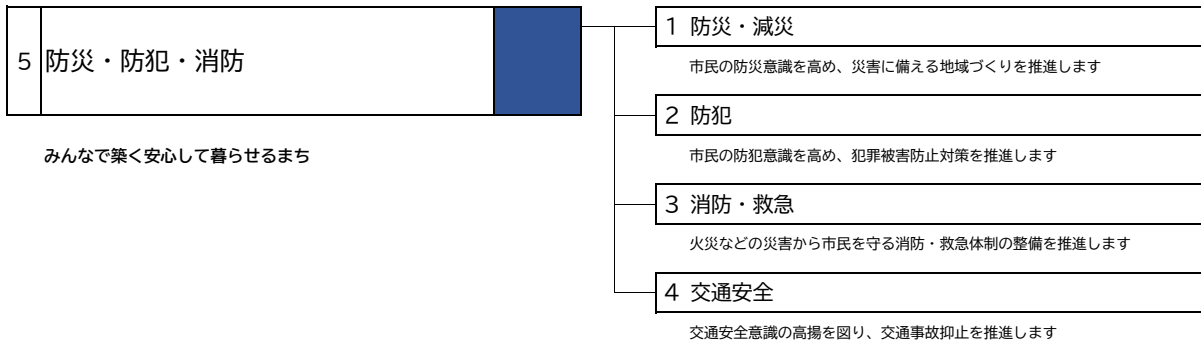 5 防災・防犯・消防
みんなで築く安心して暮らせるまち
1 防災・減災
市民の防災意識を高め、災害に備える地域づくりを推進します
2 防犯
市民の防犯意識を高め、犯罪被害防止対策を推進します
3 消防・救急
火災などの災害から市民を守る消防・救急体制の整備を推進します
4 交通安全
交通安全意識の高揚を図り、交通事故抑止を推進します